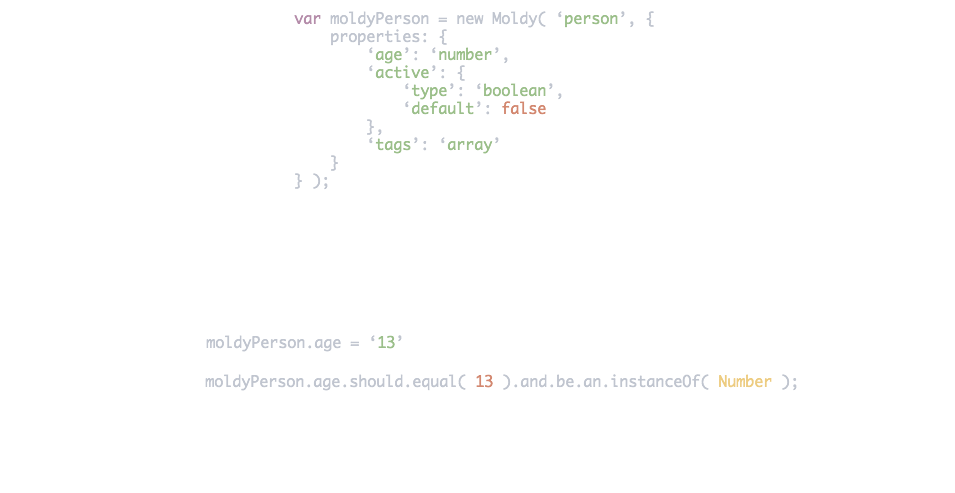 var moldyPerson = new Moldy( ‘person’, {
properties: {
‘age’: ‘number’,
‘active’: {
‘type’: ‘boolean’,
‘default’: false
},
‘tags’: ‘array’
}
} );
moldyPerson.age = ‘13’
moldyPerson.age.should.equal( 13 ).and.be.an.instanceOf( Number );